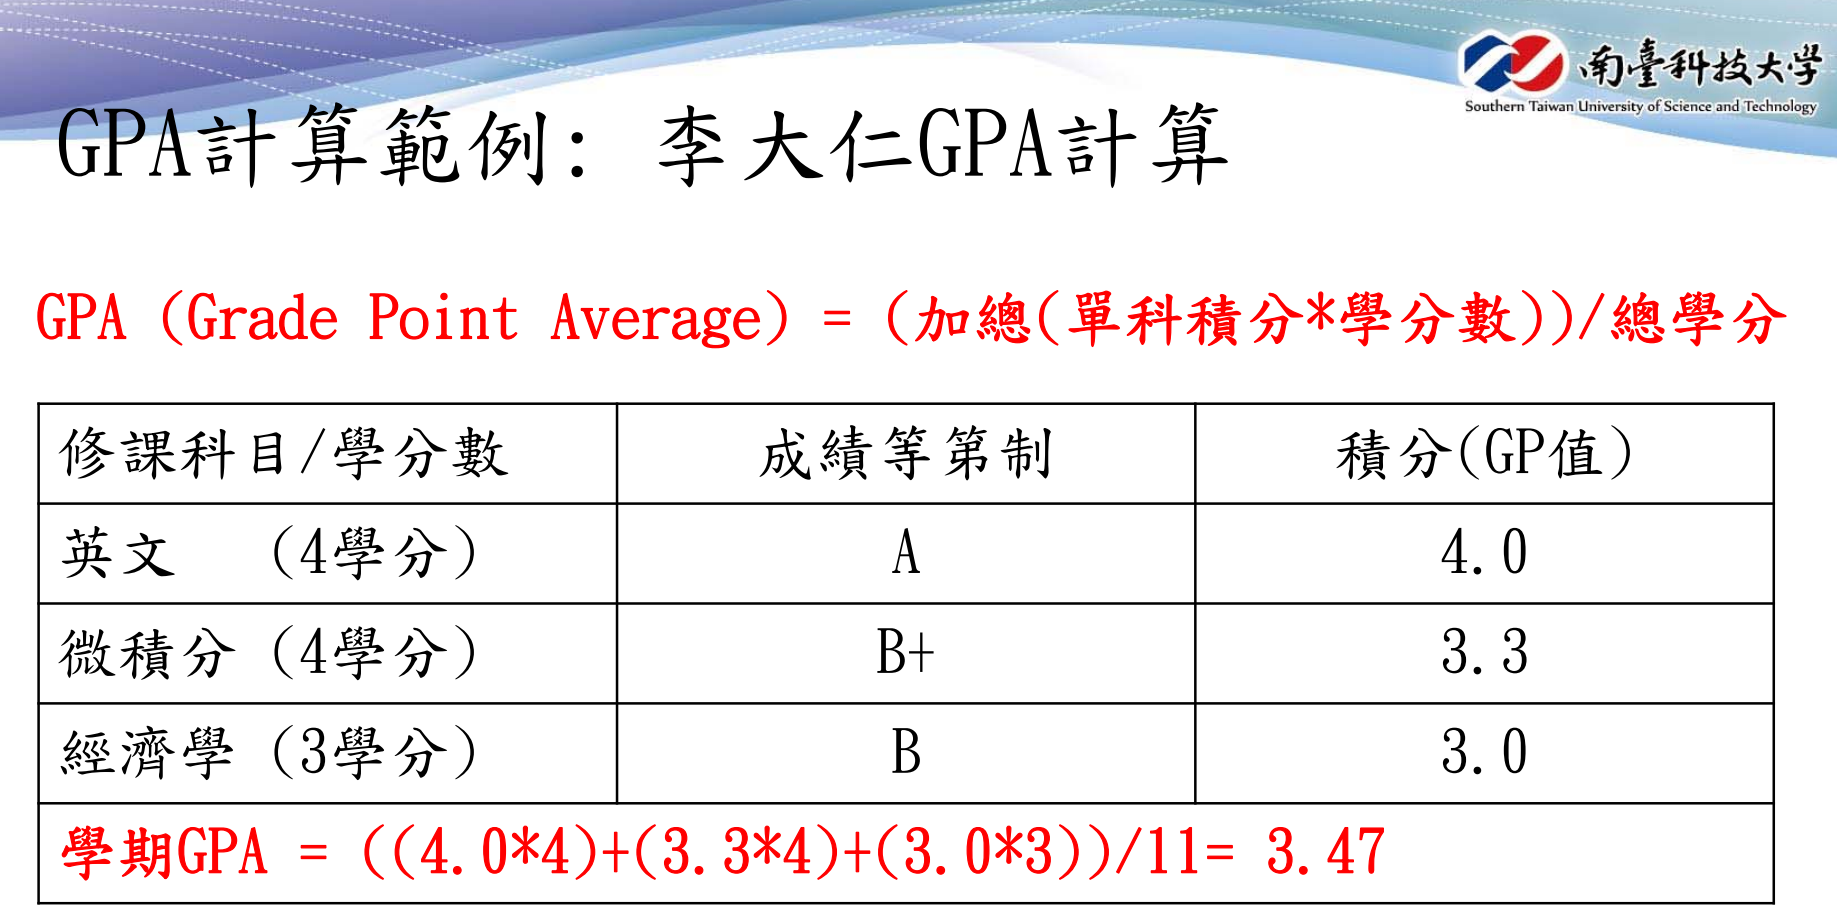 南臺科技大學
Southern Taiwan University of Science and Technology
GPA計算範例: 李大仁GPA計算
GPA (Grade Point Average) = (加總(單科積分*學分數))/總學分
修課科目/學分數 成績等第制 積分(GP值)
英文 (4學分) A 4.0
微積分 (4學分) B+ 3.3
經濟學 (3學分) B 3.0
學期GPA = ((4.0*4)+(3.3*4)+(3.0*3))/11= 3.47